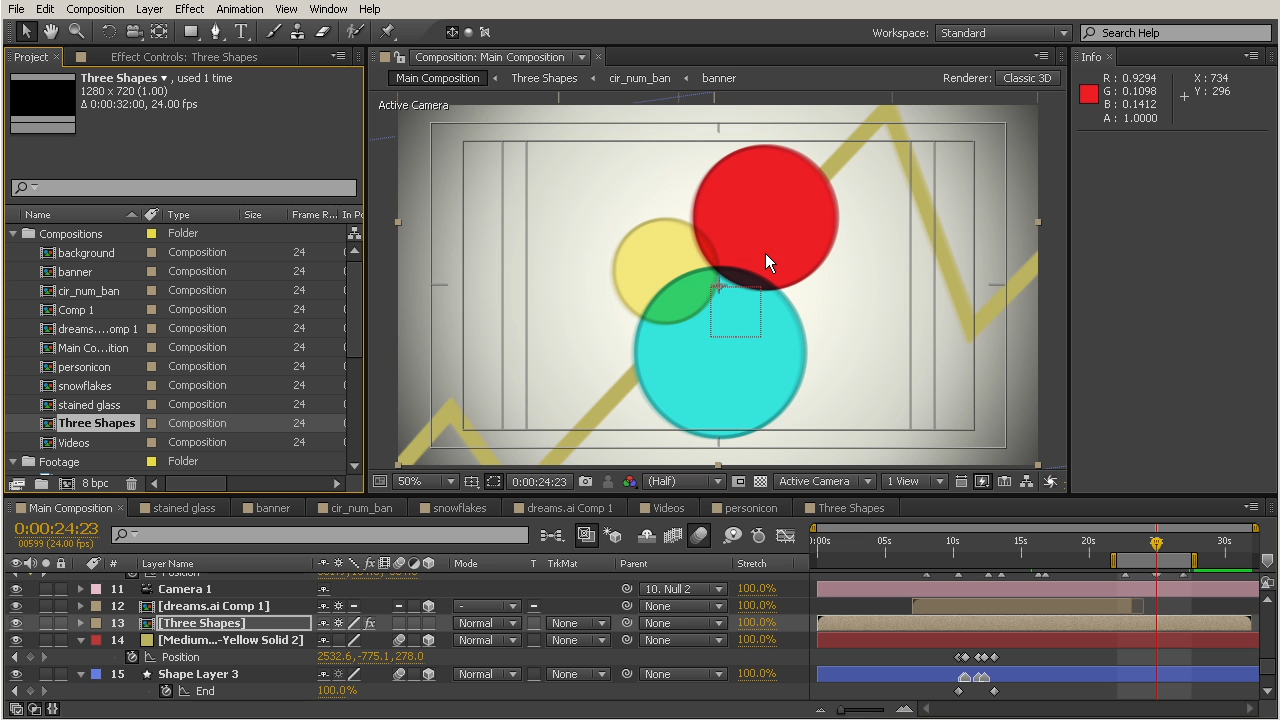 File Edit Composition Layer Effect Animation View Window Help
Workspace: Standard Search Help
Project × Effect Controls: Three Shapes
Three Shapes ▾ , used 1 time
1280 x 720 (1.00)
Δ 0:00:32:00, 24.00 fps
Name Type Size Frame R... In Po
Compositions Folder
background Composition 24
banner Composition 24
cir_num_ban Composition 24
Comp 1 Composition 24
dreams....omp 1 Composition 24
Main Co...ition Composition 24
personicon Composition 24
snowflakes Composition 24
stained glass Composition 24
Three Shapes Composition 24
Videos Composition 24
Footage Folder
8 bpc
Composition: Main Composition ×
Main Composition Three Shapes cir_num_ban banner Renderer: Classic 3D
Active Camera
50% 0:00:24:23 (Half) Active Camera 1 View
Info ×
R : 0.9294
G : 0.1098
B : 0.1412
A : 1.0000
X : 734
Y : 296
Main Composition × stained glass banner cir_num_ban snowflakes dreams.ai Comp 1 Videos personicon Three Shapes
0:00:24:23
00599 (24.00 fps)
0:00s 05s 10s 15s 30s
# Layer Name Mode T TrkMat Parent Stretch
Position
11 Camera 1 10. Null 2 100.0%
12 [dreams.ai Comp 1] - None 100.0%
13 [Three Shapes] Normal None None 100.0%
14 [Medium...-Yellow Solid 2] Normal None None 100.0%
Position 2532.6, -775.1, 278.0
15 Shape Layer 3 Normal None None 100.0%
End 100.0%